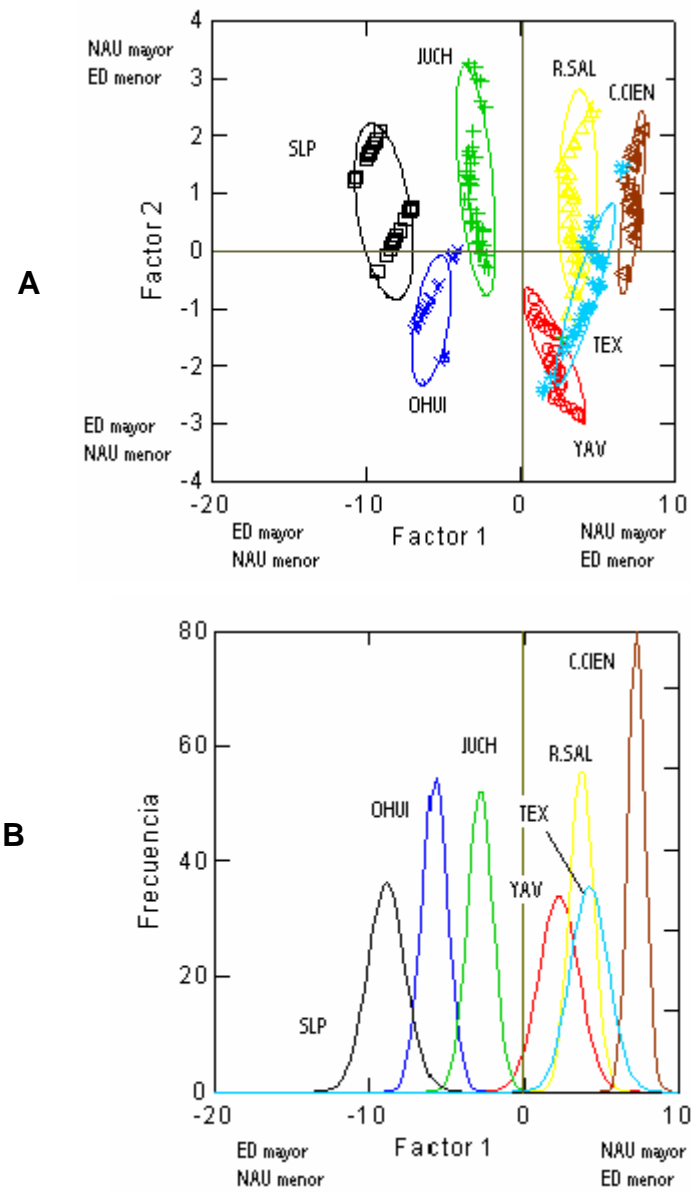 A
NAU mayor
ED menor
ED mayor
NAU menor
Factor 2
4
3
2
1
0
-1
-2
-3
-4
SLP
JUCH
R.SAL
C.CIEN
OHUI
TEX
YAV
-20
-10
0
10
Factor 1
ED mayor
NAU menor
NAU mayor
ED menor
B
Frecuencia
80
60
40
20
0
C.CIEN
JUCH
R.SAL
OHUI
TEX
YAV
SLP
-20
-10
0
10
Factor 1
ED mayor
NAU menor
NAU mayor
ED menor